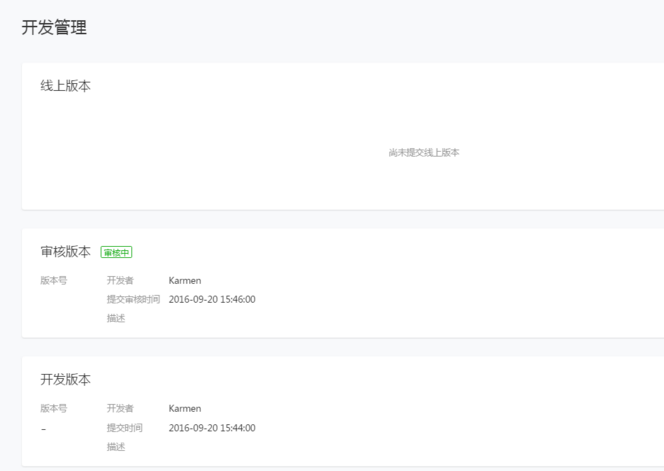 开发管理
线上版本
尚未提交线上版本
审核版本 审核中
版本号 开发者 Karmen
提交审核时间 2016-09-20 15:46:00
描述
开发版本
版本号 开发者 Karmen
- 提交时间 2016-09-20 15:44:00
描述